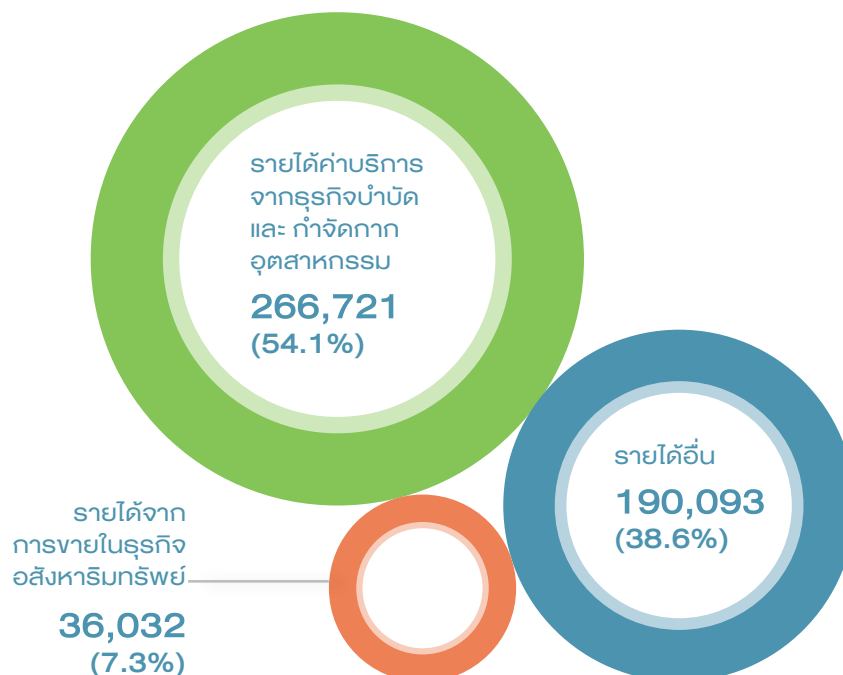 รายได้ค่าบริการ
จากธุรกิจบำบัด
และ กำจัดกาก
อุตสาหกรรม
266,721
(54.1%)
รายได้อื่น
190,093
(38.6%)
รายได้จาก
การขายในธุรกิจ
อสังหาริมทรัพย์
36,032
(7.3%)